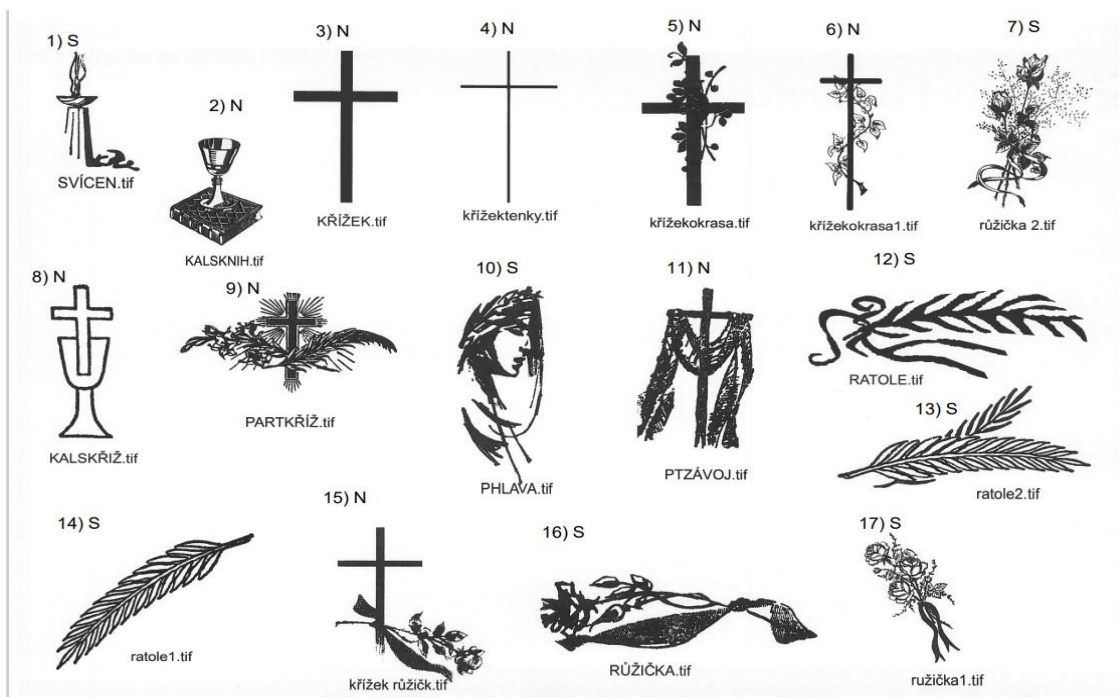 1) S
SVÍCEN.tif
2) N
KALSKNIH.tif
3) N
KŘÍŽEK.tif
4) N
křížektenky.tif
5) N
křížekokrasa.tif
6) N
křížekokrasa1.tif
7) S
růžička 2.tif
8) N
KALSKŘIŽ.tif
9) N
PARTKŘÍŽ.tif
10) S
PHLAVA.tif
11) N
PTZÁVOJ.tif
12) S
RATOLE.tif
13) S
ratole2.tif
14) S
ratole1.tif
15) N
křížek růžičk.tif
16) S
RŮŽIČKA.tif
17) S
ružička1.tif